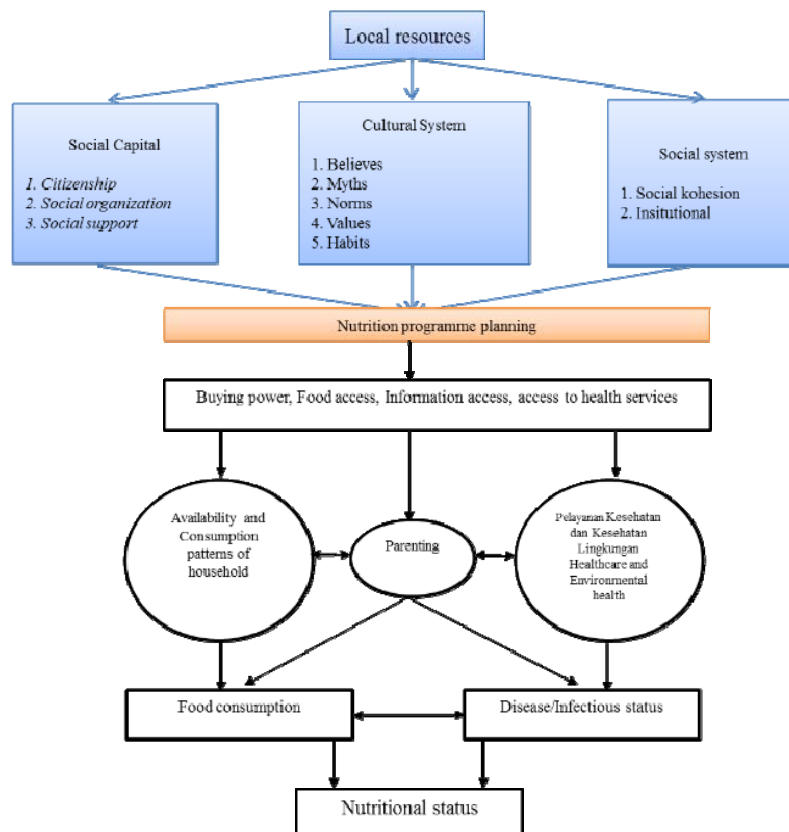 Local resources
Social Capital
1. Citizenship
2. Social organization
3. Social support
Cultural System
1. Believes
2. Myths
3. Norms
4. Values
5. Habits
Social system
1. Social kohesion
2. Insitutional
Nutrition programme planning
Buying power, Food access, Information access, access to health services
Availability and
Consumption
patterns of
household
Parenting
Pelayanan Kesehatan
dan Kesehatan
Lingkungan
Healthcare and
Environmental
health
Food consumption
Disease/Infectious status
Nutritional status